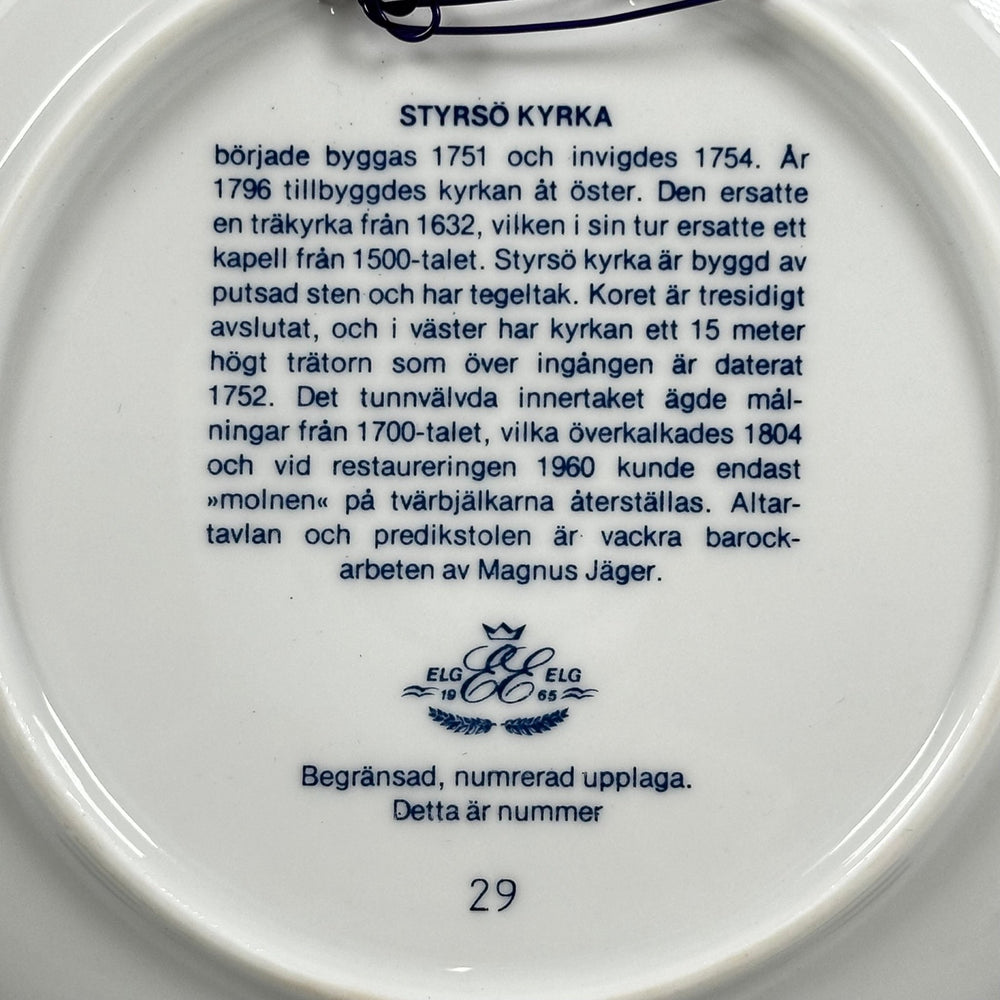 STYRSÖ KYRKA
började byggas 1751 och invigdes 1754. År
1796 tillbyggdes kyrkan åt öster. Den ersatte
en träkyrka från 1632, vilken i sin tur ersatte ett
kapell från 1500-talet. Styrsö kyrka är byggd av
putsad sten och har tegeltak. Koret är tresidigt
avslutat, och i väster har kyrkan ett 15 meter
högt trätorn som över ingången är daterat
1752. Det tunnvälvda innertaket ägde mål-
ningar från 1700-talet, vilka överkalkades 1804
och vid restaureringen 1960 kunde endast
»molnen« på tvärbjälkarna återställas. Altar-
tavlan och predikstolen är vackra barock-
arbeten av Magnus Jäger.
ELG EE ELG
19 65
Begränsad, numrerad upplaga.
Detta är nummer
29